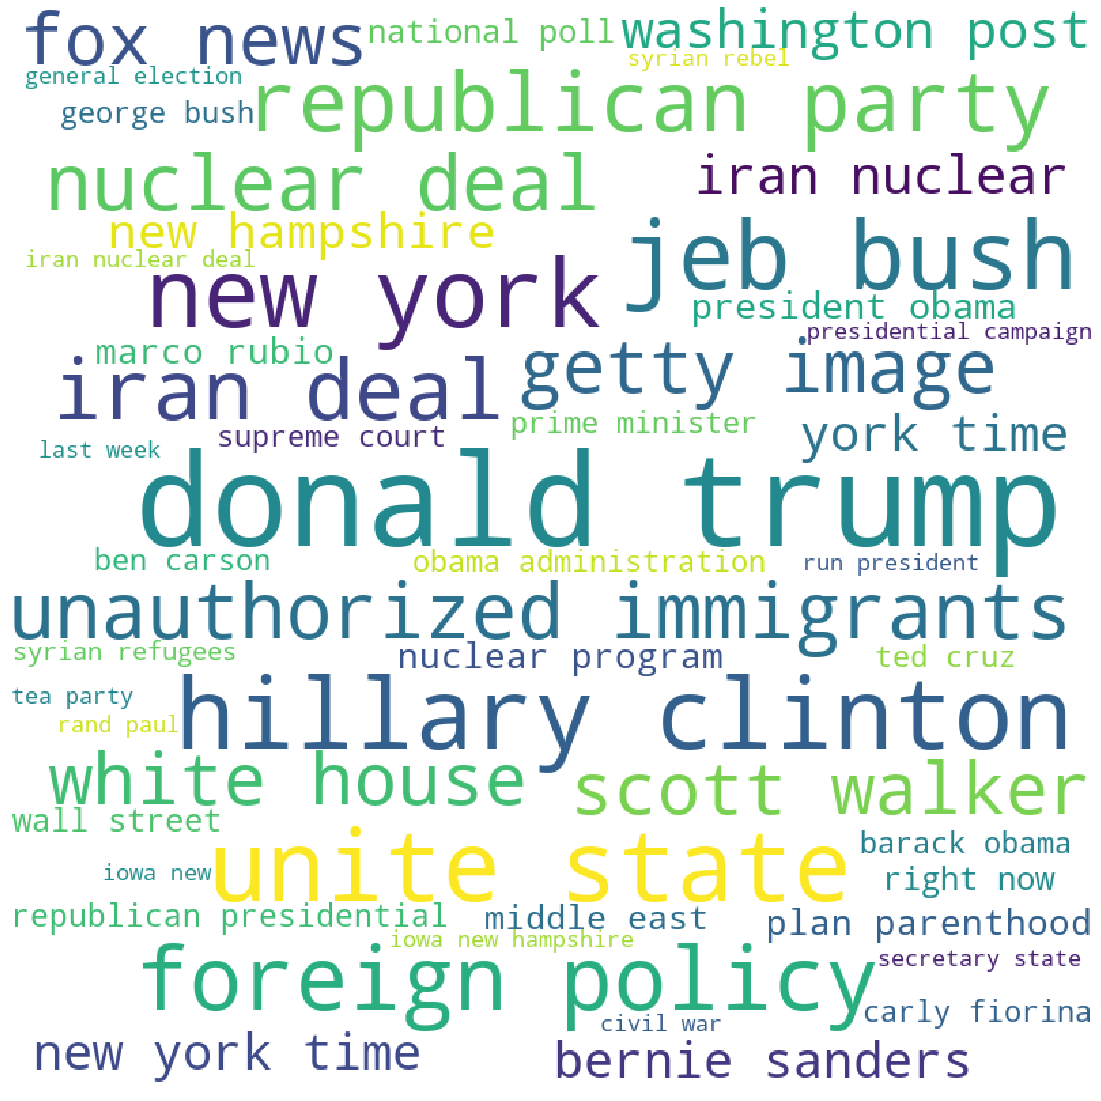 fox news
national poll
washington post
syrian rebel
general election
george bush
republican party
nuclear deal
iran nuclear
new hampshire
jeb bush
iran nuclear deal
new york
president obama
presidential campaign
marco rubio
getty image
iran deal
prime minister
york time
supreme court
last week
donald trump
ben carson
obama administration
run president
unauthorized immigrants
syrian refugees
nuclear program
ted cruz
tea party
hillary clinton
rand paul
white house
scott walker
wall street
unite state
barack obama
iowa new
right now
republican presidential
middle east
plan parenthood
iowa new hampshire
foreign policy
secretary state
carly fiorina
civil war
new york time
bernie sanders